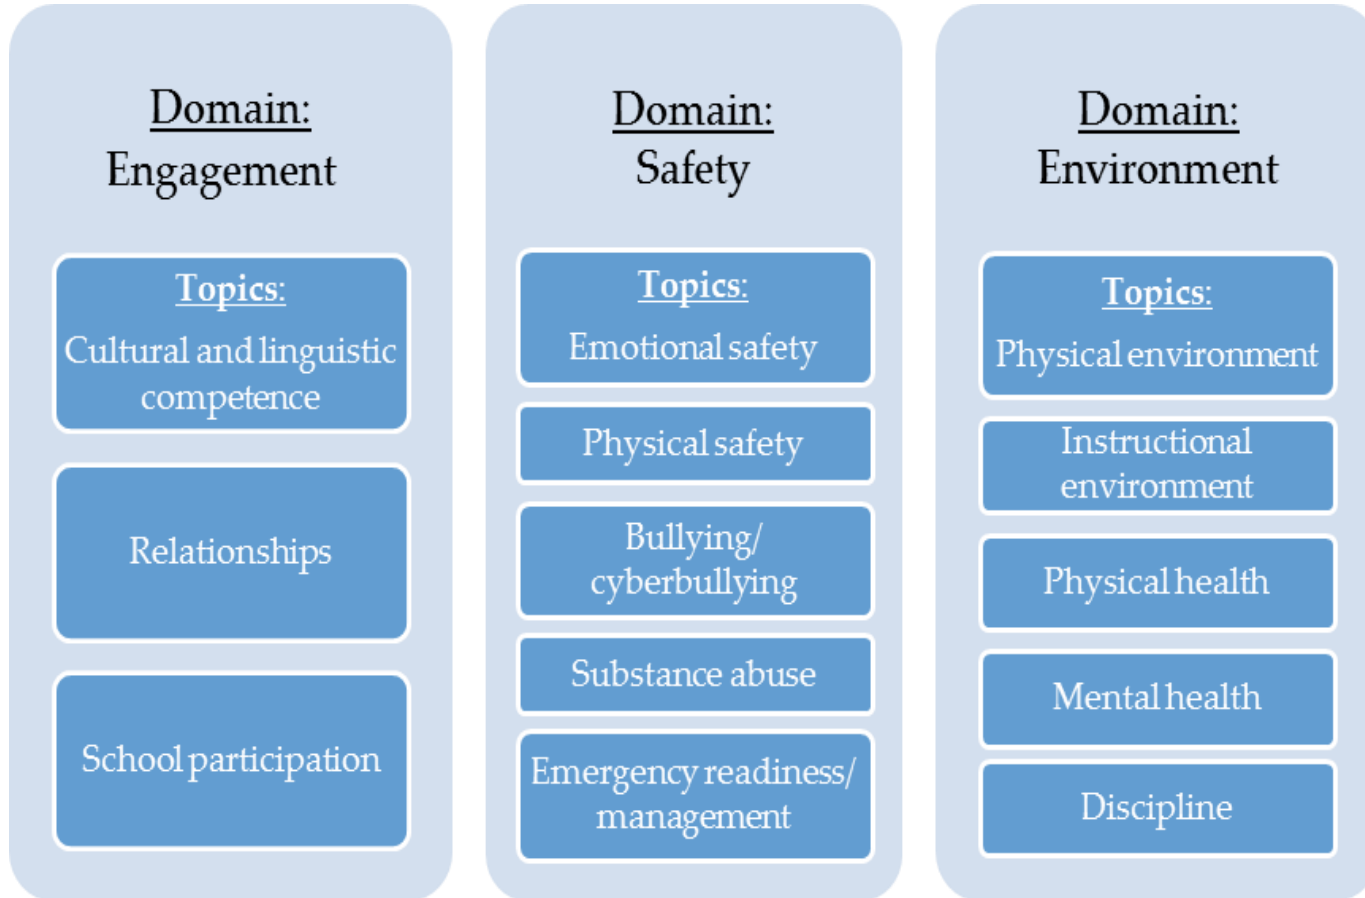 Domain:
Engagement
Topics:
Cultural and linguistic
competence
Relationships
School participation
Domain:
Safety
Topics:
Emotional safety
Physical safety
Bullying/
cyberbullying
Substance abuse
Emergency readiness/
management
Domain:
Environment
Topics:
Physical environment
Instructional
environment
Physical health
Mental health
Discipline